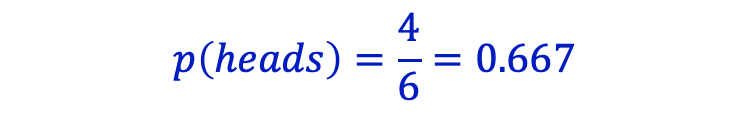 p(heads) = 4/6 = 0.667